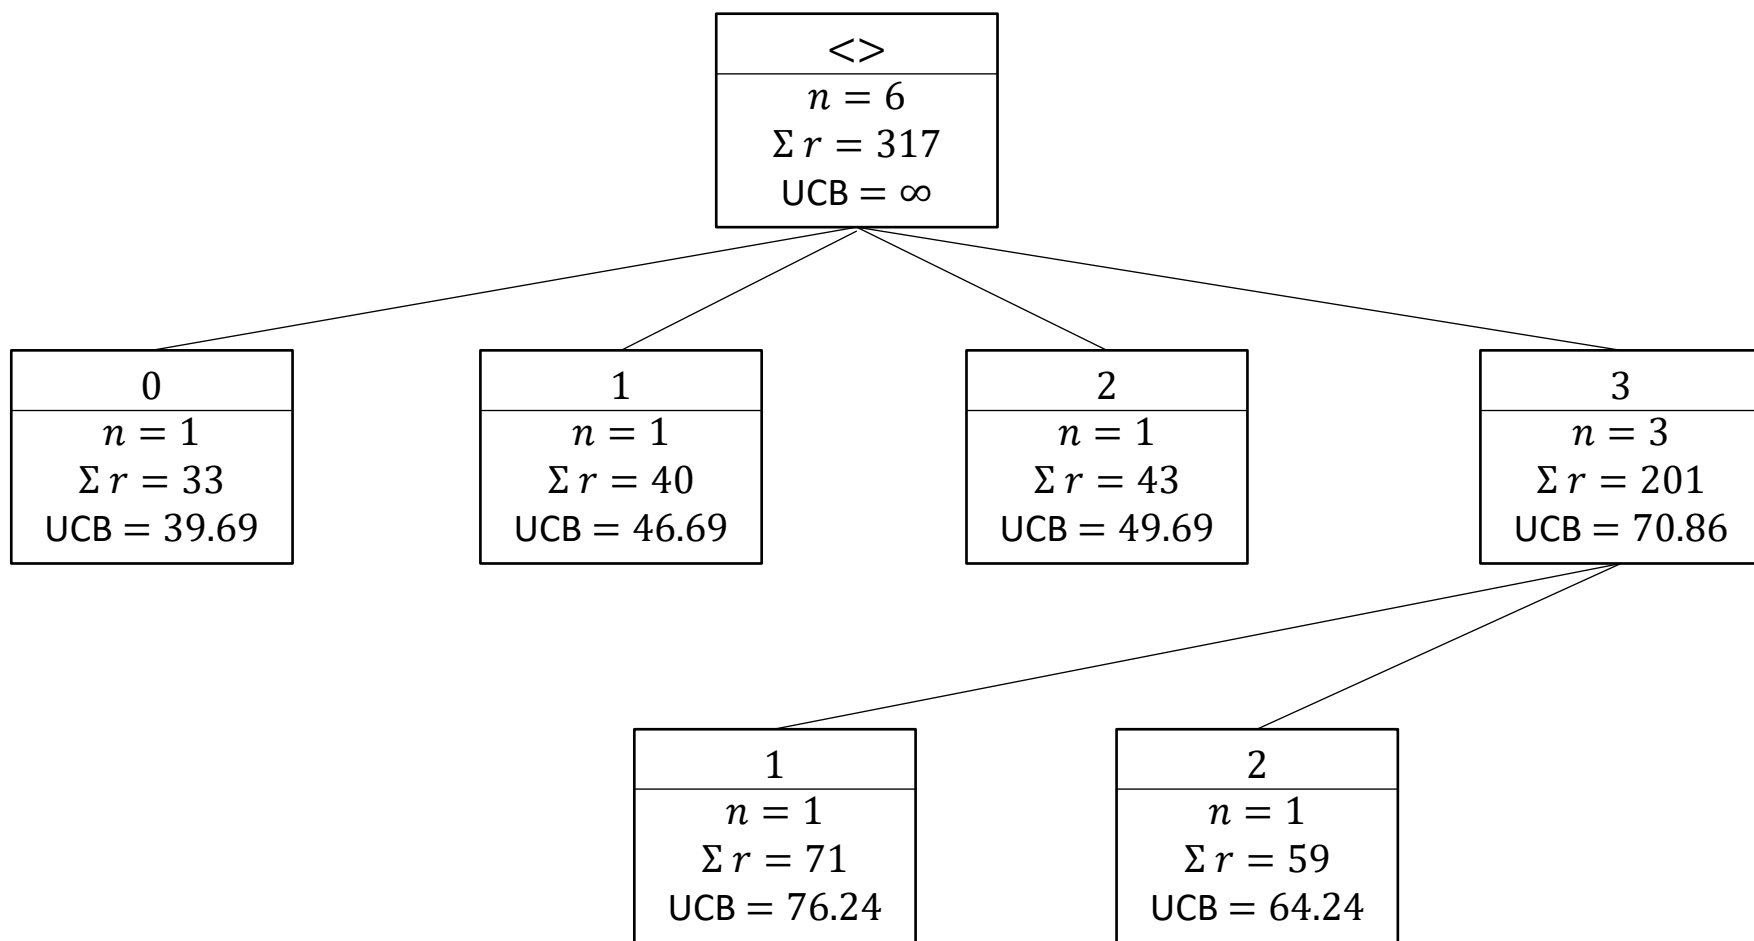 <>
n = 6
Σ r = 317
UCB = ∞
0
n = 1
Σ r = 33
UCB = 39.69
1
n = 1
Σ r = 40
UCB = 46.69
2
n = 1
Σ r = 43
UCB = 49.69
3
n = 3
Σ r = 201
UCB = 70.86
1
n = 1
Σ r = 71
UCB = 76.24
2
n = 1
Σ r = 59
UCB = 64.24